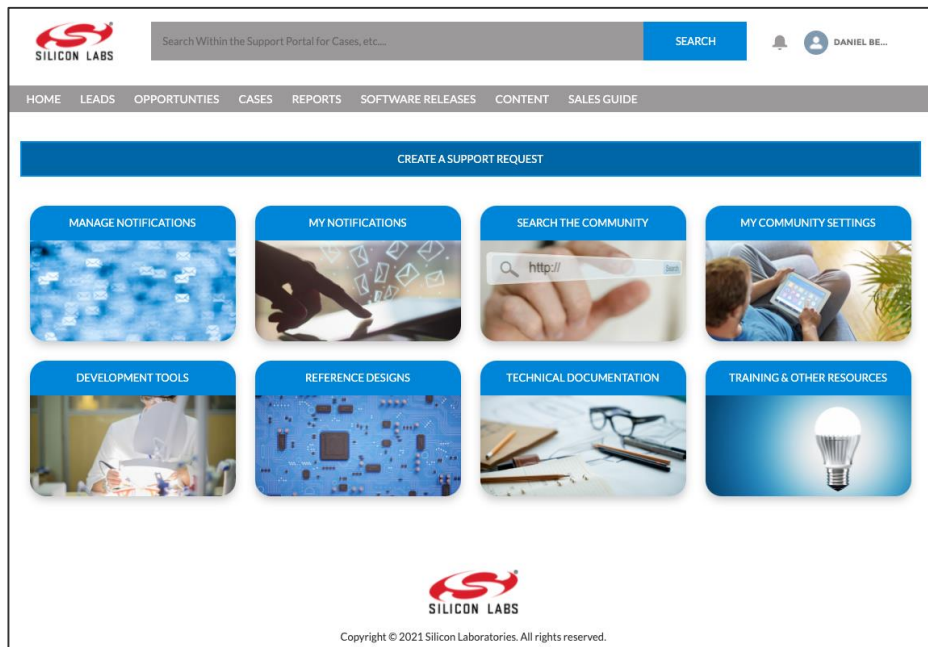 SILICON LABS
Search Within the Support Portal for Cases, etc....
SEARCH
DANIEL BE...
HOME LEADS OPPORTUNTIES CASES REPORTS SOFTWARE RELEASES CONTENT SALES GUIDE
CREATE A SUPPORT REQUEST
MANAGE NOTIFICATIONS
MY NOTIFICATIONS
SEARCH THE COMMUNITY
MY COMMUNITY SETTINGS
http://
Search
DEVELOPMENT TOOLS
REFERENCE DESIGNS
TECHNICAL DOCUMENTATION
TRAINING & OTHER RESOURCES
SILICON LABS
Copyright © 2021 Silicon Laboratories. All rights reserved.